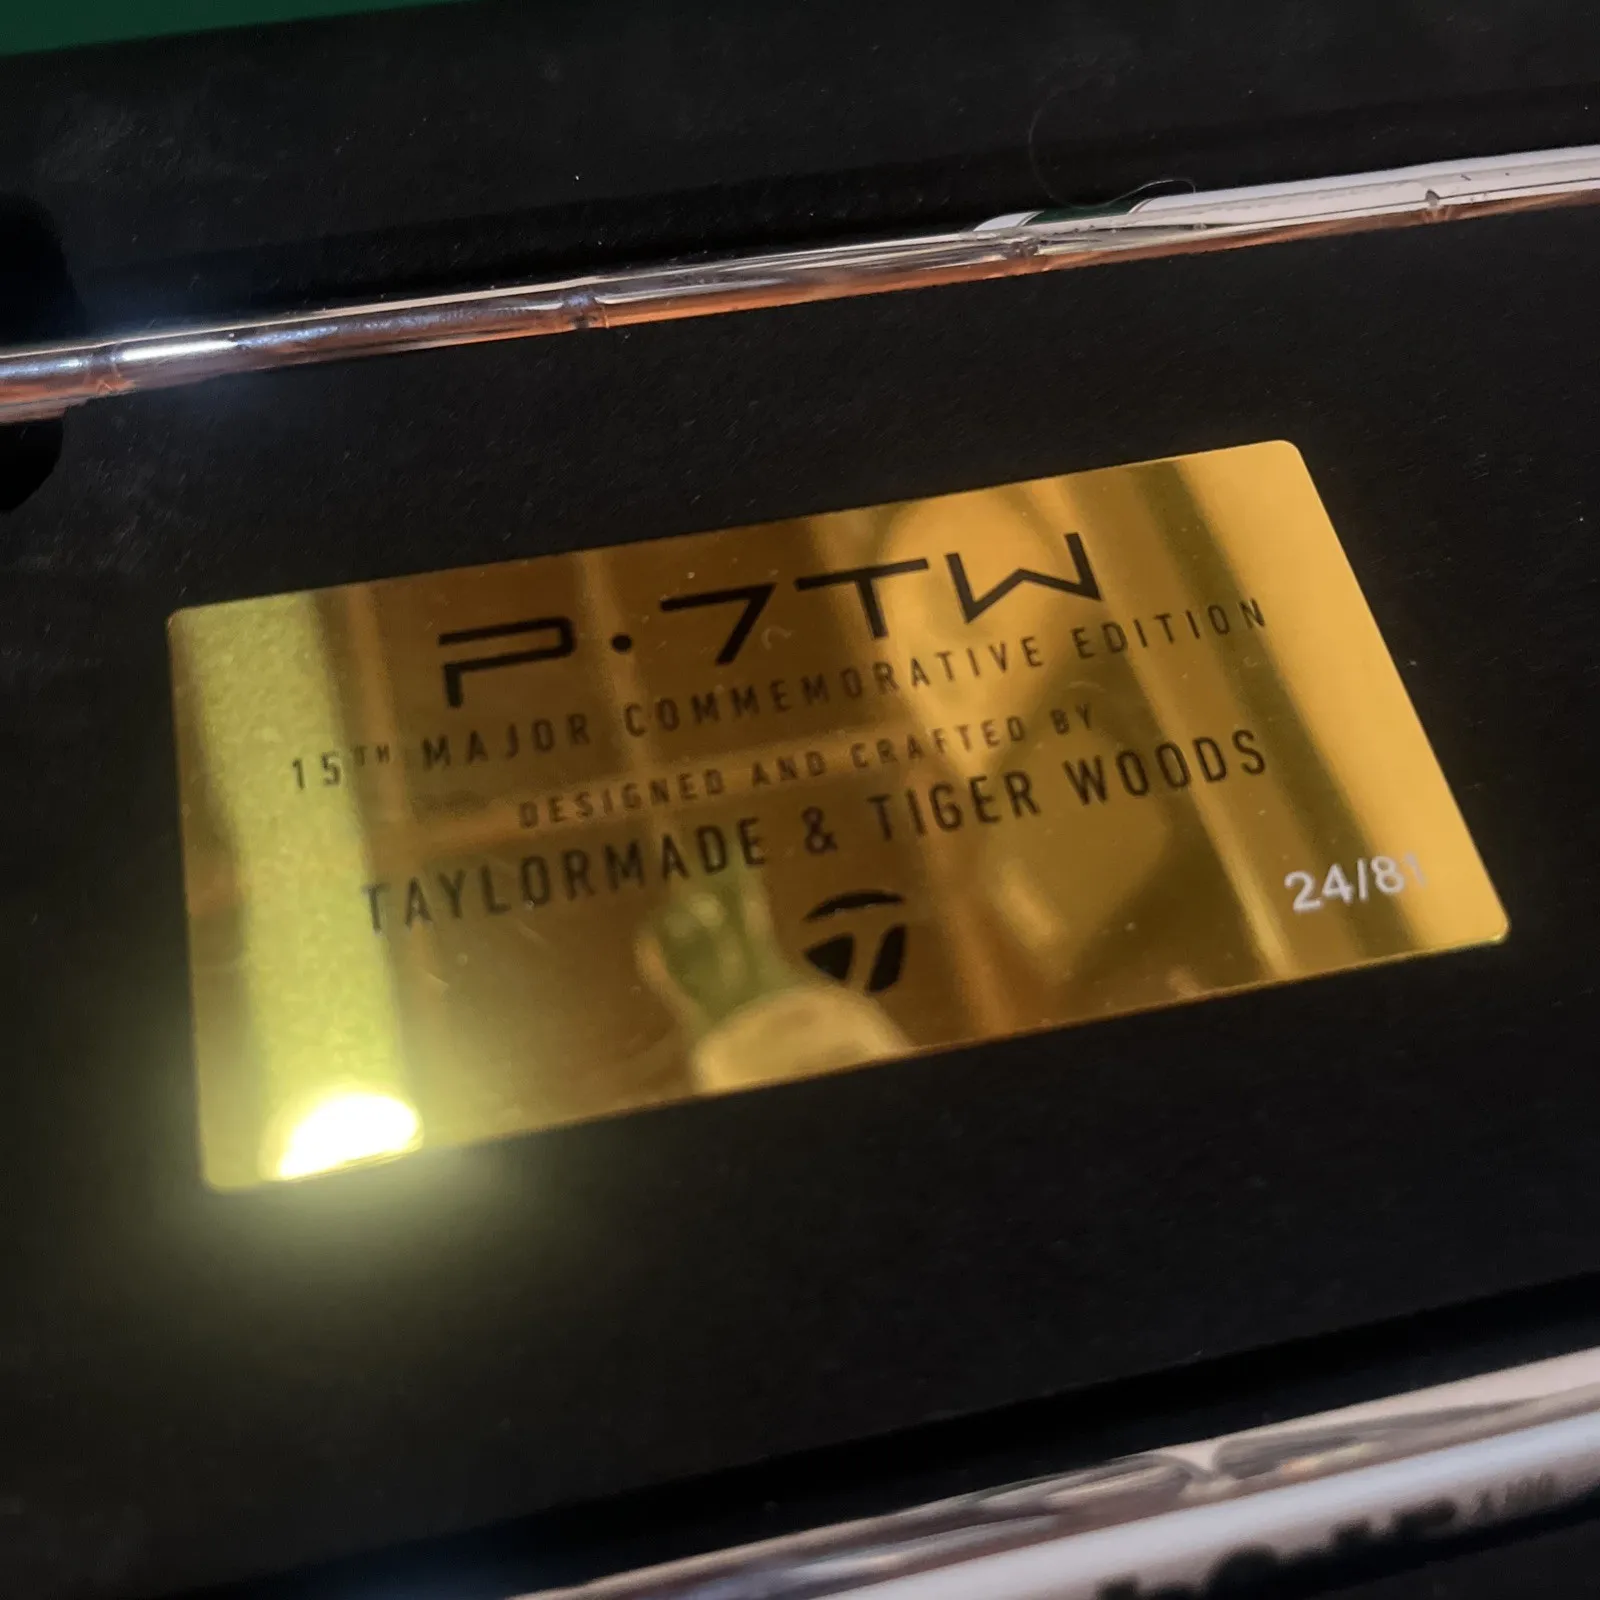 P·7TW
15TH MAJOR COMMEMORATIVE EDITION
DESIGNED AND CRAFTED BY
TAYLORMADE & TIGER WOODS
24/81